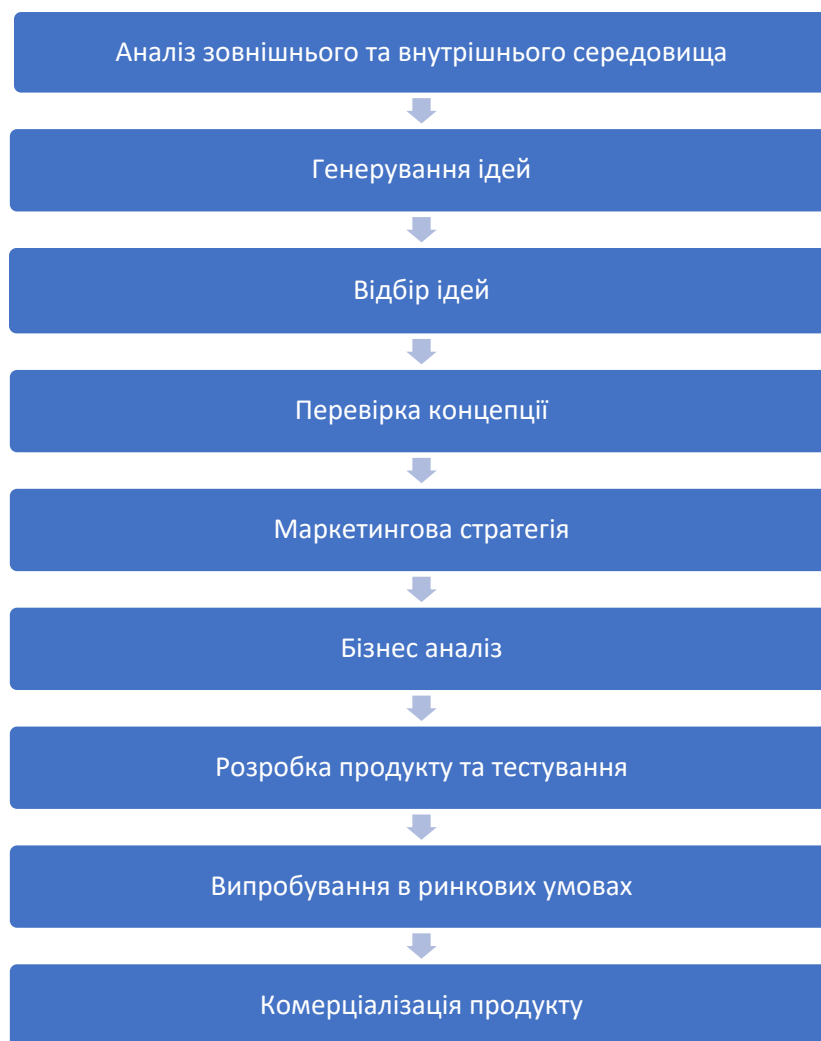 Аналіз зовнішнього та внутрішнього середовища
Генерування ідей
Відбір ідей
Перевірка концепції
Маркетингова стратегія
Бізнес аналіз
Розробка продукту та тестування
Випробування в ринкових умовах
Комерціалізація продукту